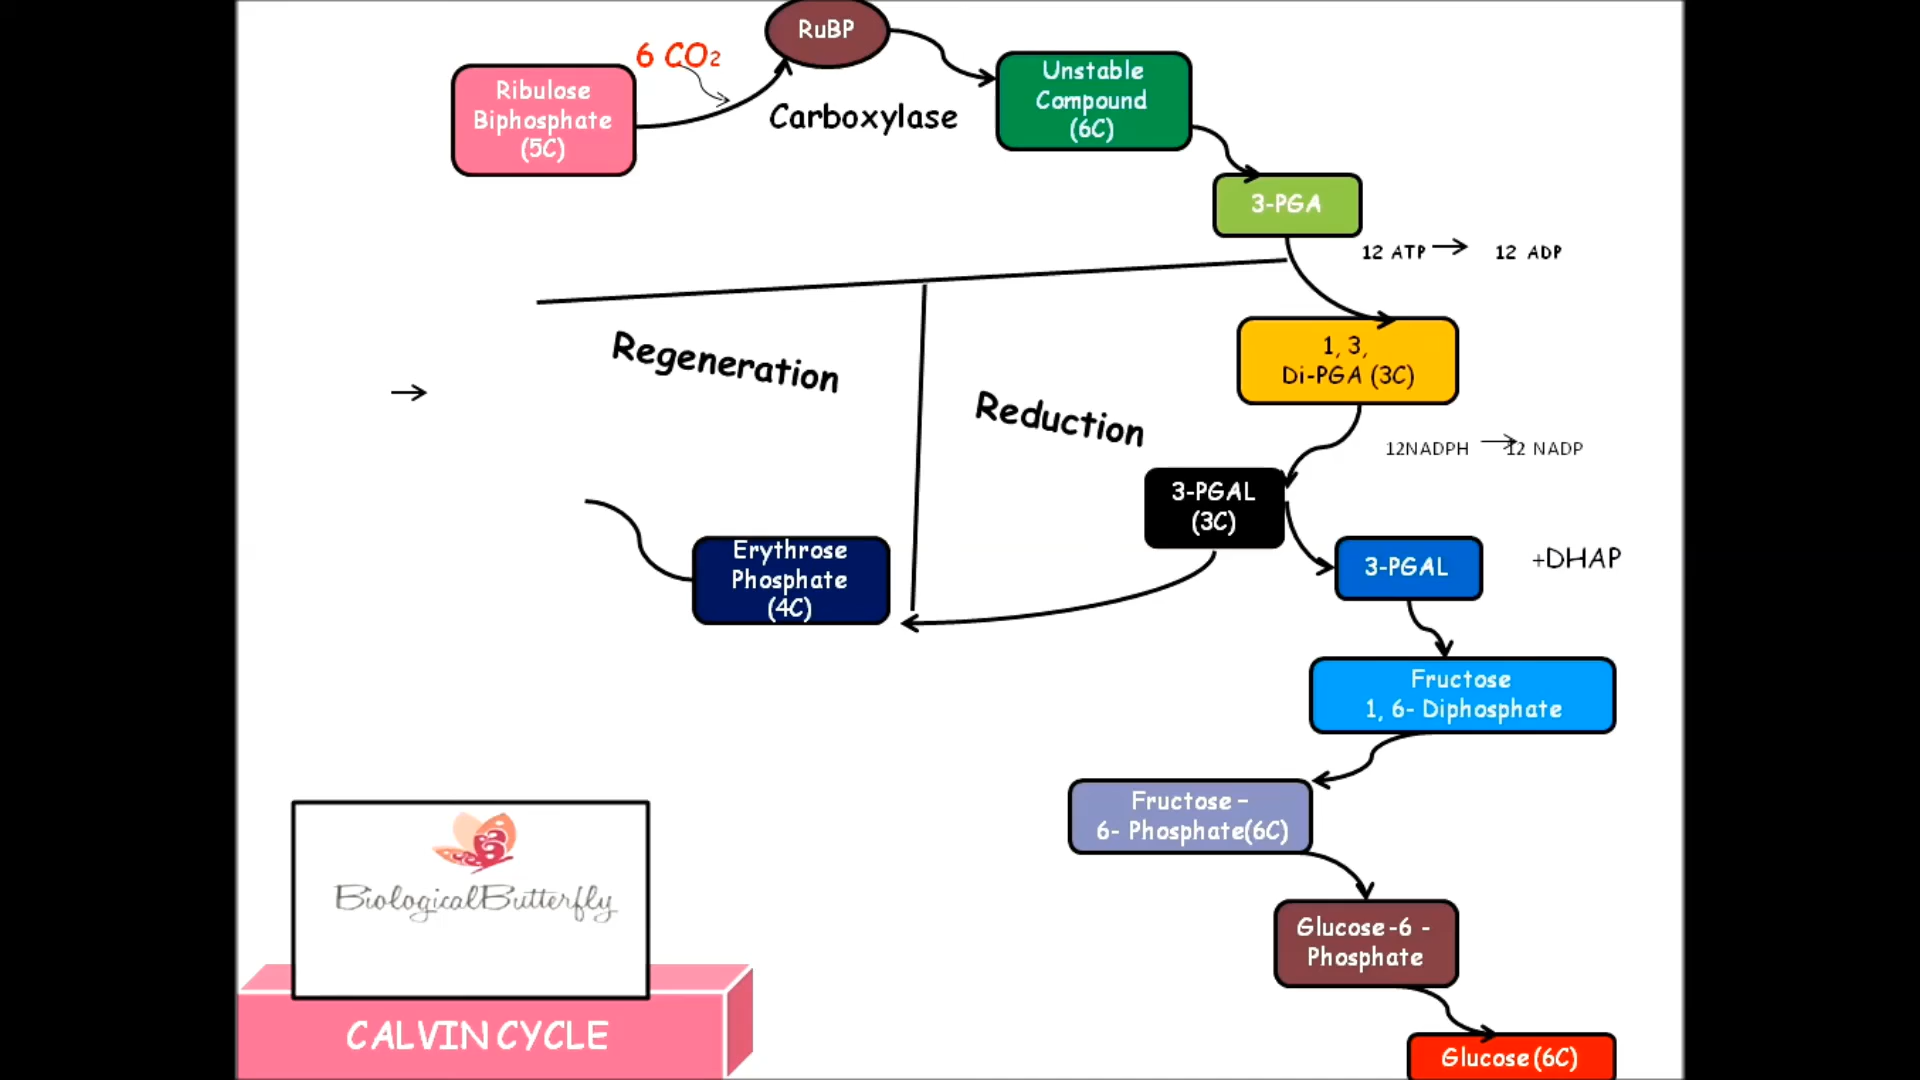 RuBP
6 CO2
Ribulose
Biphosphate
(5C)
Carboxylase
Unstable
Compound
(6C)
3-PGA
12 ATP → 12 ADP
1, 3,
Di-PGA (3C)
Regeneration
Reduction
→
12NADPH → 12 NADP
3-PGAL
(3C)
Erythrose
Phosphate
(4C)
3-PGAL
+DHAP
Fructose
1, 6- Diphosphate
Fructose –
6- Phosphate(6C)
BiologicalButterfly
Glucose-6 -
Phosphate
CALVIN CYCLE
Glucose(6C)